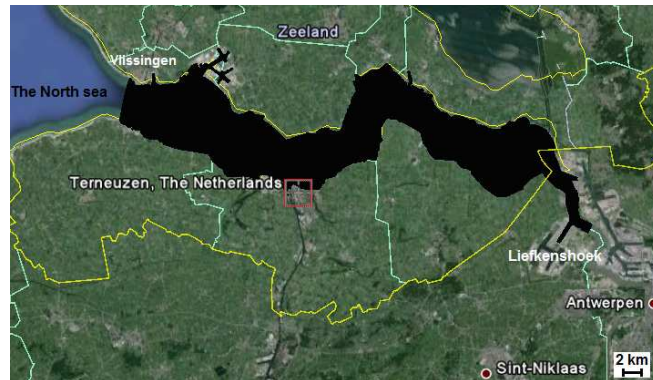 Zeeland
Vlissingen
The North sea
Terneuzen, The Netherlands
Liefkenshoek
Antwerpen
2 km
Sint-Niklaas